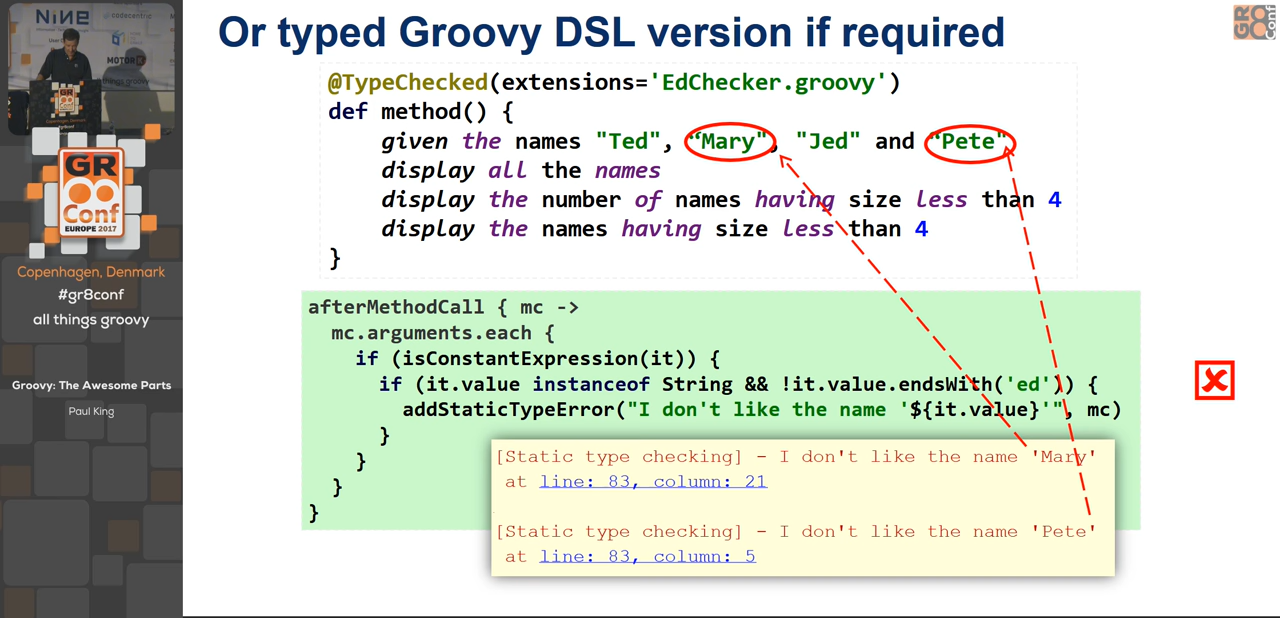 Or typed Groovy DSL version if required
@TypeChecked(extensions='EdChecker.groovy')
def method() {
given the names "Ted", “Mary", "Jed" and “Pete"
display all the names
display the number of names having size less than 4
display the names having size less than 4
}
afterMethodCall { mc ->
mc.arguments.each {
if (isConstantExpression(it)) {
if (it.value instanceof String && !it.value.endsWith('ed')) {
addStaticTypeError("I don't like the name '${it.value}'", mc)
}
}
}
}
[Static type checking] - I don't like the name 'Mary'
at line: 83, column: 21
[Static type checking] - I don't like the name 'Pete'
at line: 83, column: 5
NINE
codecentric
MOTOR
things groovy
GR
Conf
EUROPE 2017
Copenhagen, Denmark
#gr8conf
all things groovy
Groovy: The Awesome Parts
Paul King
GR8
Conf